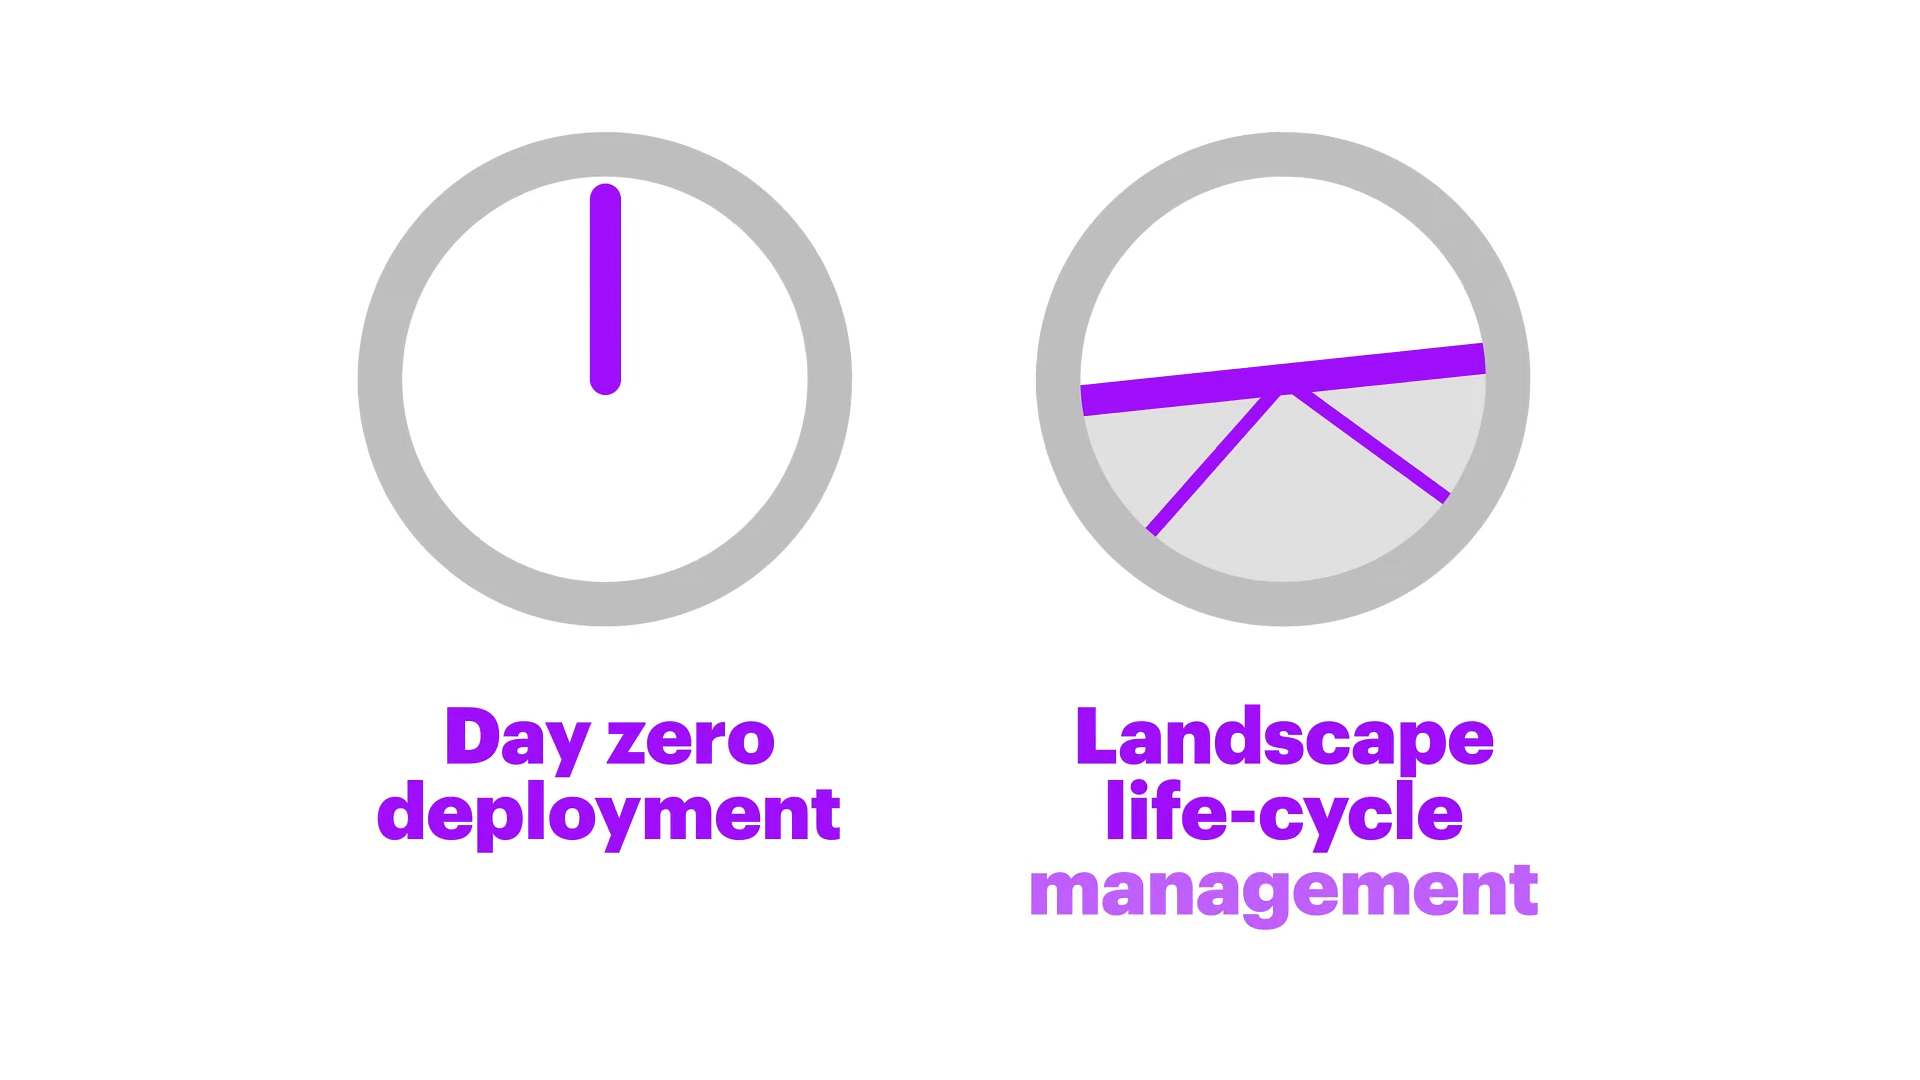 Day zero
deployment
Landscape
life-cycle
management